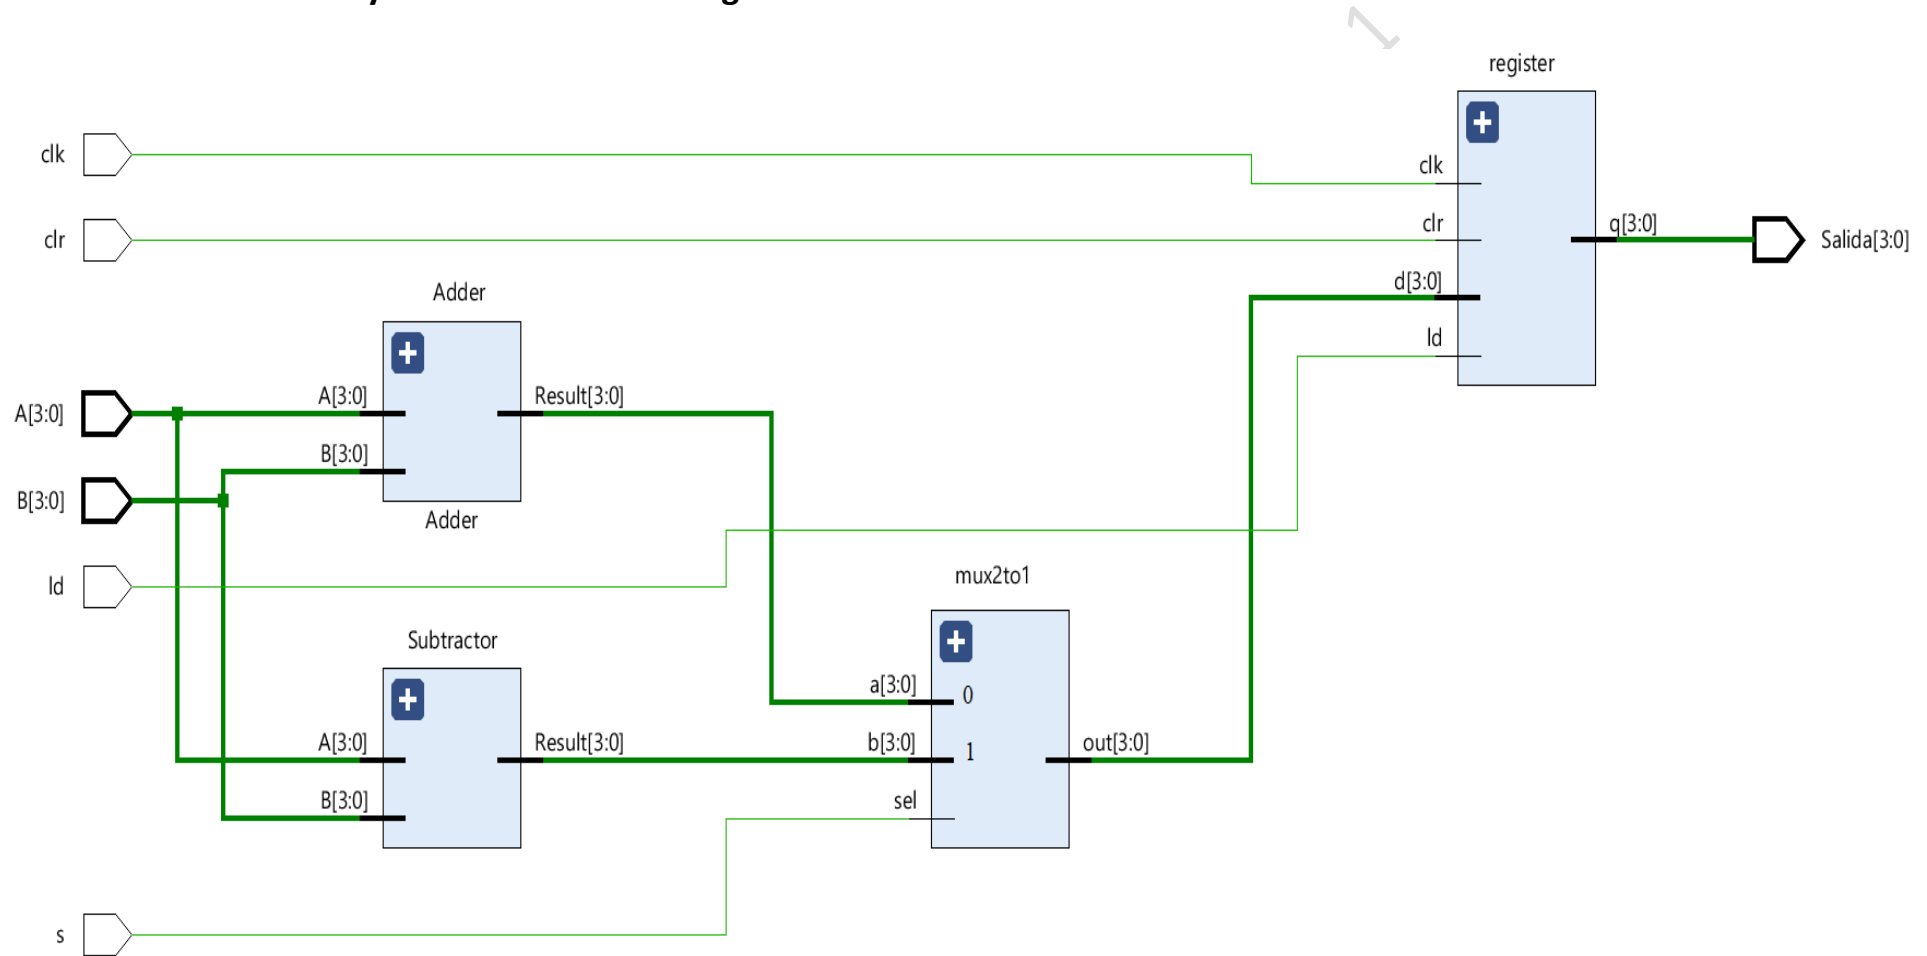 register
clk
clk
clr
clr
q[3:0]
Salida[3:0]
d[3:0]
ld
Adder
A[3:0]
A[3:0]
Result[3:0]
B[3:0]
B[3:0]
Adder
ld
mux2to1
Subtractor
a[3:0]
0
A[3:0]
Result[3:0]
b[3:0]
1
out[3:0]
B[3:0]
sel
s